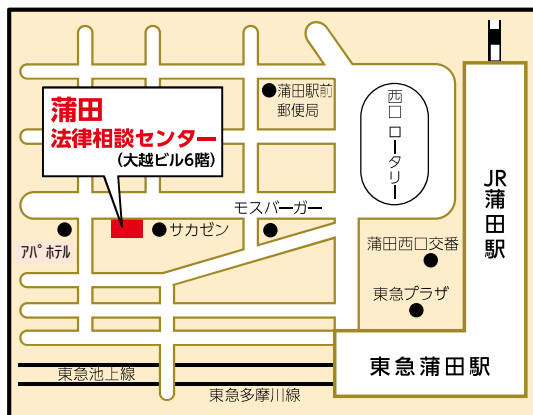 蒲田
法律相談センター
(大越ビル6階)
蒲田駅前
郵便局
西口 ロータリー
JR蒲田駅
モスバーガー
サカゼン
アパホテル
蒲田西口交番
東急プラザ
東急蒲田駅
東急池上線
東急多摩川線